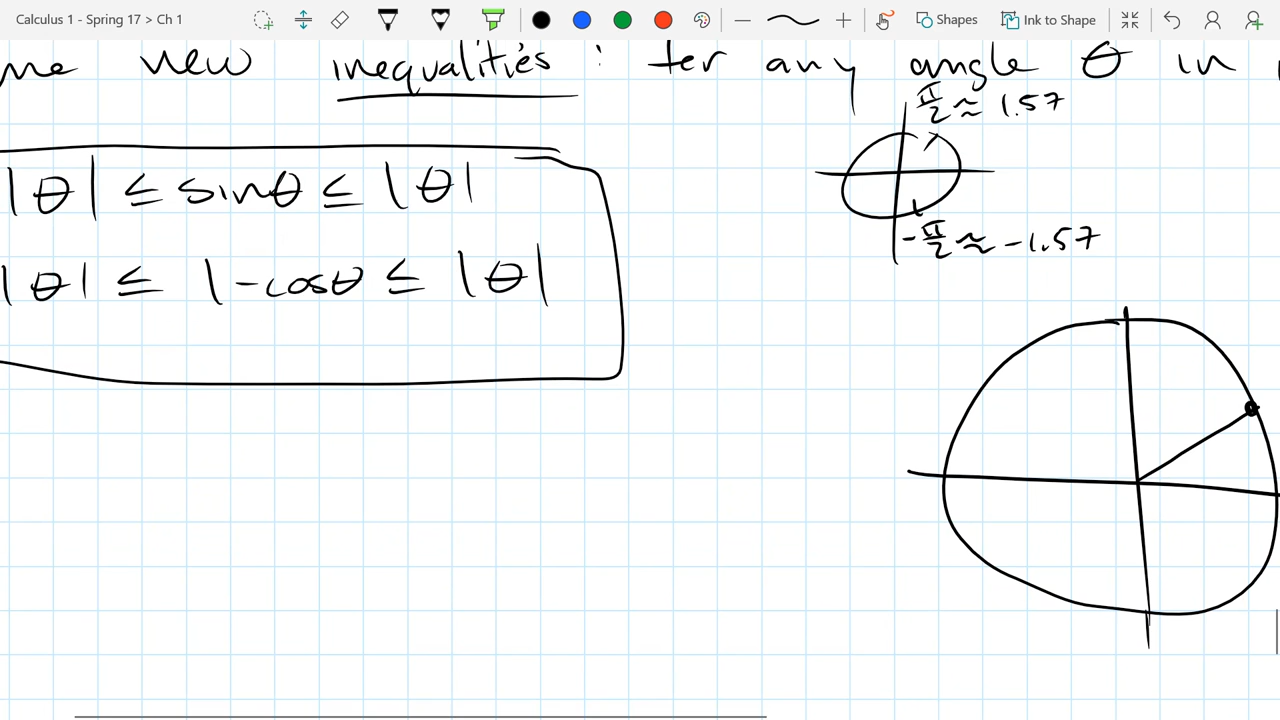 Calculus 1 - Spring 17 > Ch 1
Shapes
Ink to Shape
me new inequalities : for any angle θ in
π/2 ≈ 1.57
|θ| ≤ sinθ ≤ |θ|
-π/2 ≈ -1.57
|θ| ≤ 1-cosθ ≤ |θ|